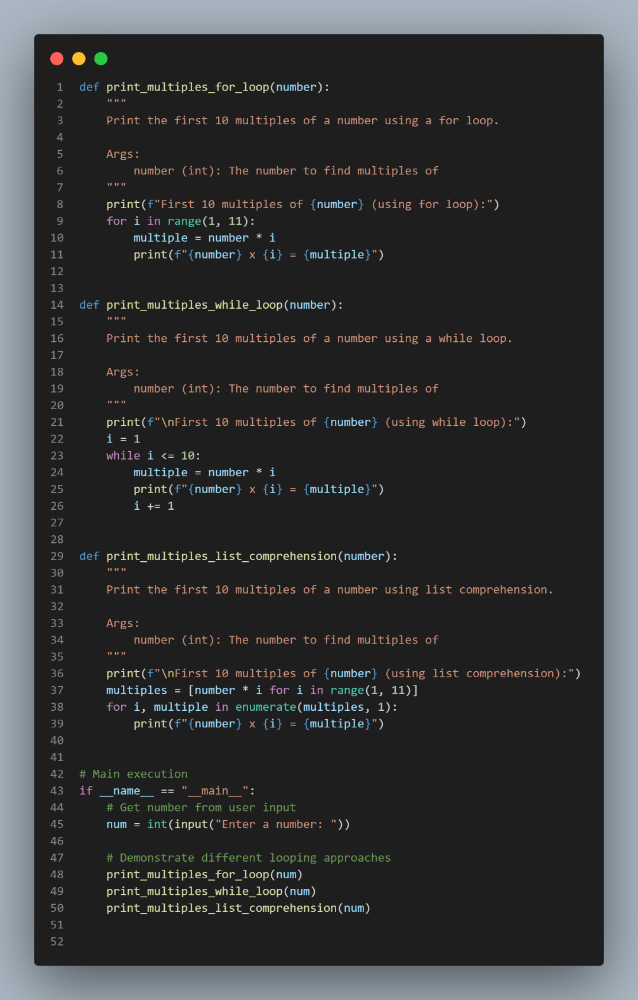 1 def print_multiples_for_loop(number):
2     """
3     Print the first 10 multiples of a number using a for loop.
4
5     Args:
6         number (int): The number to find multiples of
7     """
8     print(f"First 10 multiples of {number} (using for loop):")
9     for i in range(1, 11):
10         multiple = number * i
11         print(f"{number} x {i} = {multiple}")
12
13
14 def print_multiples_while_loop(number):
15     """
16     Print the first 10 multiples of a number using a while loop.
17
18     Args:
19         number (int): The number to find multiples of
20     """
21     print(f"\nFirst 10 multiples of {number} (using while loop):")
22     i = 1
23     while i <= 10:
24         multiple = number * i
25         print(f"{number} x {i} = {multiple}")
26         i += 1
27
28
29 def print_multiples_list_comprehension(number):
30     """
31     Print the first 10 multiples of a number using list comprehension.
32
33     Args:
34         number (int): The number to find multiples of
35     """
36     print(f"\nFirst 10 multiples of {number} (using list comprehension):")
37     multiples = [number * i for i in range(1, 11)]
38     for i, multiple in enumerate(multiples, 1):
39         print(f"{number} x {i} = {multiple}")
40
41
42 # Main execution
43 if __name__ == "__main__":
44     # Get number from user input
45     num = int(input("Enter a number: "))
46
47     # Demonstrate different looping approaches
48     print_multiples_for_loop(num)
49     print_multiples_while_loop(num)
50     print_multiples_list_comprehension(num)
51
52